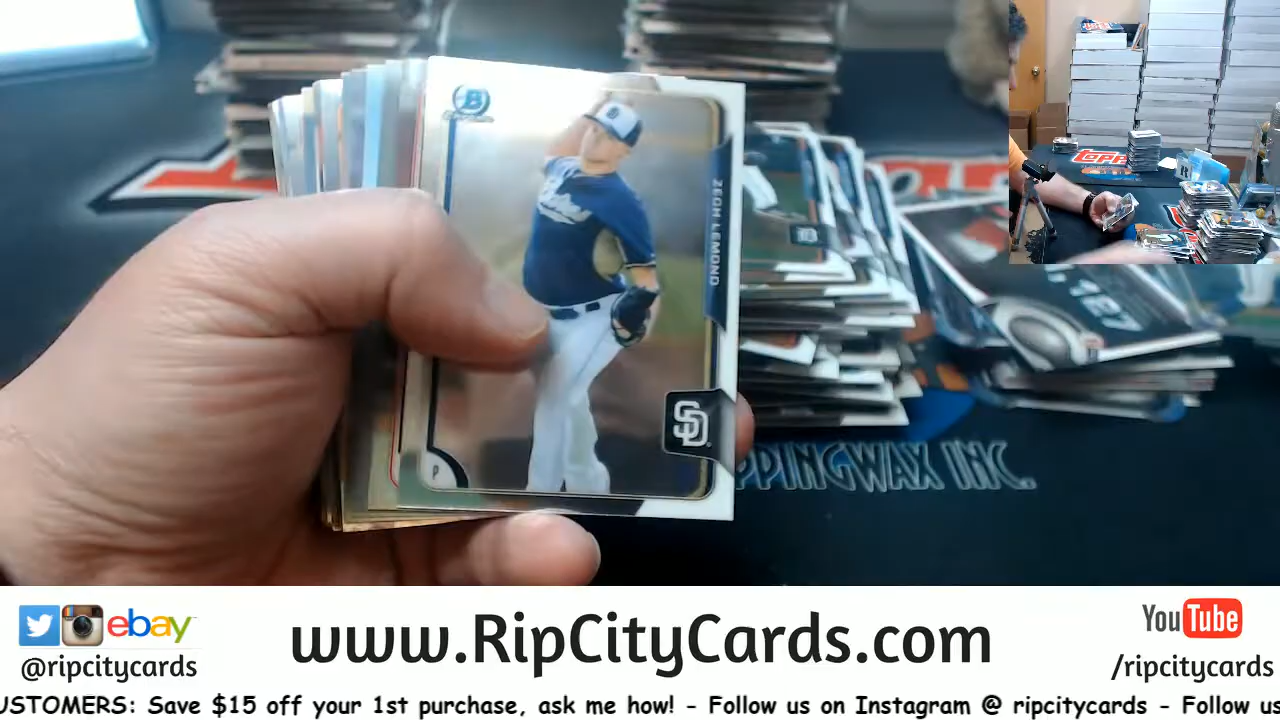 B
ZECH LEMOND
SD
P
TOPPS
PPINGWAX INC.
ebay
@ripcitycards
www.RipCityCards.com
YouTube
/ripcitycards
USTOMERS: Save $15 off your 1st purchase, ask me how! - Follow us on Instagram @ ripcitycards - Follow us